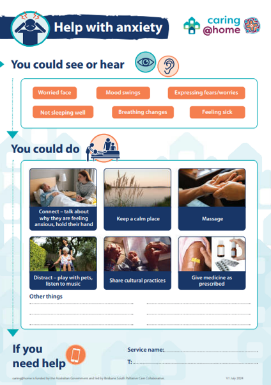 Help with anxiety
caring
@home
You could see or hear
Worried face
Mood swings
Expressing fears/worries
Not sleeping well
Breathing changes
Feeling sick
You could do
Connect – talk about
why they are feeling
anxious, hold their hand
Keep a calm place
Massage
Distract – play with pets,
listen to music
Share cultural practices
Give medicine as
prescribed
Other things
If you
need help
Service name:
T: